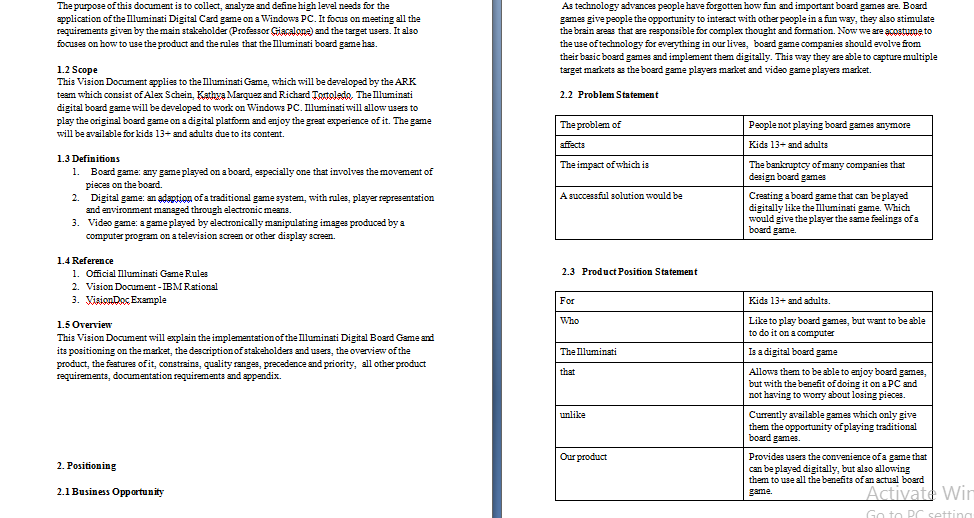 The purpose of this document is to collect, analyze and define high level needs for the
application of the Illuminati Digital Card game on a Windows PC. It focus on meeting all the
requirements given by the main stakeholder (Professor Giacalone) and the target users. It also
focuses on how to use the product and the rules that the Illuminati board game has.
1.2 Scope
This Vision Document applies to the Illuminati Game, which will be developed by the ARK
team which consist of Alex Schein, Kathya Marquez and Richard Tortoledo. The Illuminati
digital board game will be developed to work on Windows PC. Illuminati will allow users to
play the original board game on a digital platform and enjoy the great experience of it. The game
will be available for kids 13+ and adults due to its content.
1.3 Definitions
1. Board game: any game played on a board, especially one that involves the movement of
pieces on the board.
2. Digital game: an adaption of a traditional game system, with rules, player representation
and environment managed through electronic means.
3. Video game: a game played by electronically manipulating images produced by a
computer program on a television screen or other display screen.
1.4 Reference
1. Official Illuminati Game Rules
2. Vision Document - IBM Rational
3. VisionDoc Example
1.5 Overview
This Vision Document will explain the implementation of the Illuminati Digital Board Game and
its positioning on the market, the description of stakeholders and users, the overview of the
product, the features of it, constrains, quality ranges, precedence and priority, all other product
requirements, documentation requirements and appendix.
2. Positioning
2.1 Business Opportunity
As technology advances people have forgotten how fun and important board games are. Board
games give people the opportunity to interact with other people in a fun way, they also stimulate
the brain areas that are responsible for complex thought and formation. Now we are acostume to
the use of technology for everything in our lives, board game companies should evolve from
their basic board games and implement them digitally. This way they are able to capture multiple
target markets as the board game players market and video game players market.
2.2 Problem Statement
The problem of
People not playing board games anymore
affects
Kids 13+ and adults
The impact of which is
The bankruptcy of many companies that
design board games
A successful solution would be
Creating a board game that can be played
digitally like the Illuminati game. Which
would give the player the same feelings of a
board game.
2.3 Product Position Statement
For
Kids 13+ and adults.
Who
Like to play board games, but want to be able
to do it on a computer
The Illuminati
Is a digital board game
that
Allows them to be able to enjoy board games,
but with the benefit of doing it on a PC and
not having to worry about losing pieces.
unlike
Currently available games which only give
them the opportunity of playing traditional
board games.
Our product
Provides users the convenience of a game that
can be played digitally, but also allowing
them to use all the benefits of an actual board
game.
Activate Win
Go to PC setting